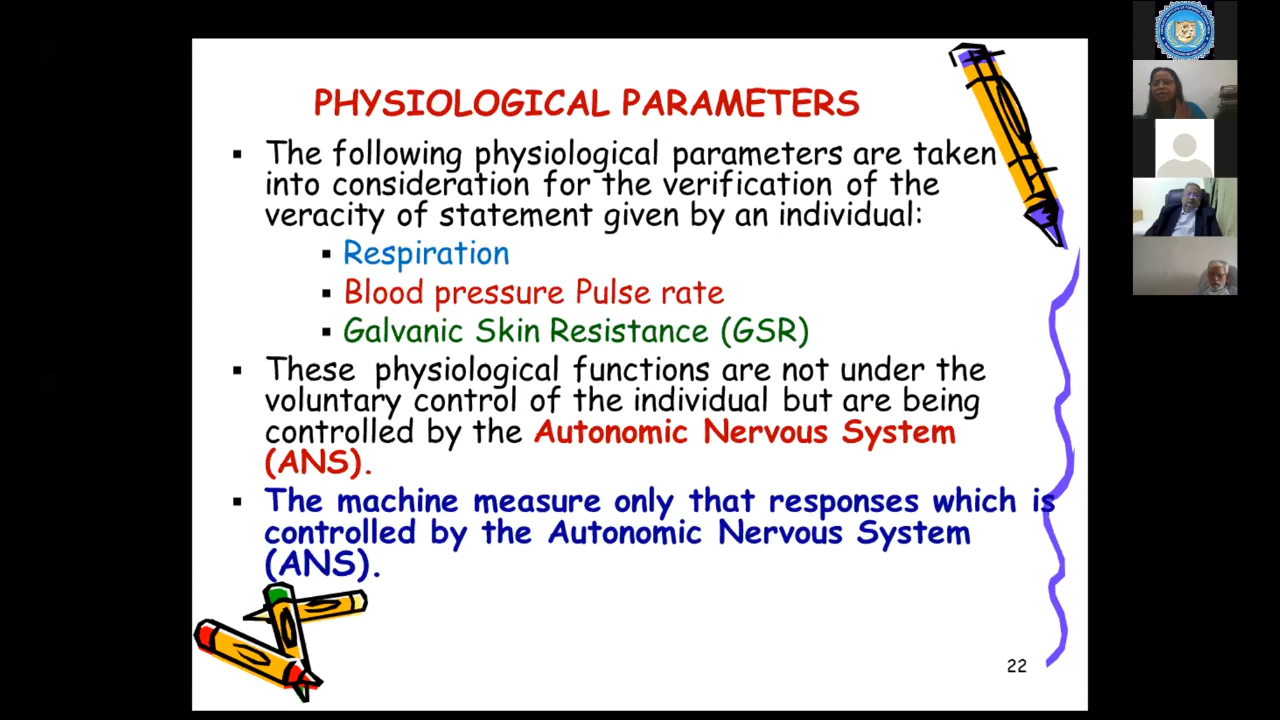 PHYSIOLOGICAL PARAMETERS
▪ The following physiological parameters are taken
into consideration for the verification of the
veracity of statement given by an individual:
▪ Respiration
▪ Blood pressure Pulse rate
▪ Galvanic Skin Resistance (GSR)
▪ These physiological functions are not under the
voluntary control of the individual but are being
controlled by the Autonomic Nervous System
(ANS).
▪ The machine measure only that responses which is
controlled by the Autonomic Nervous System
(ANS).
22